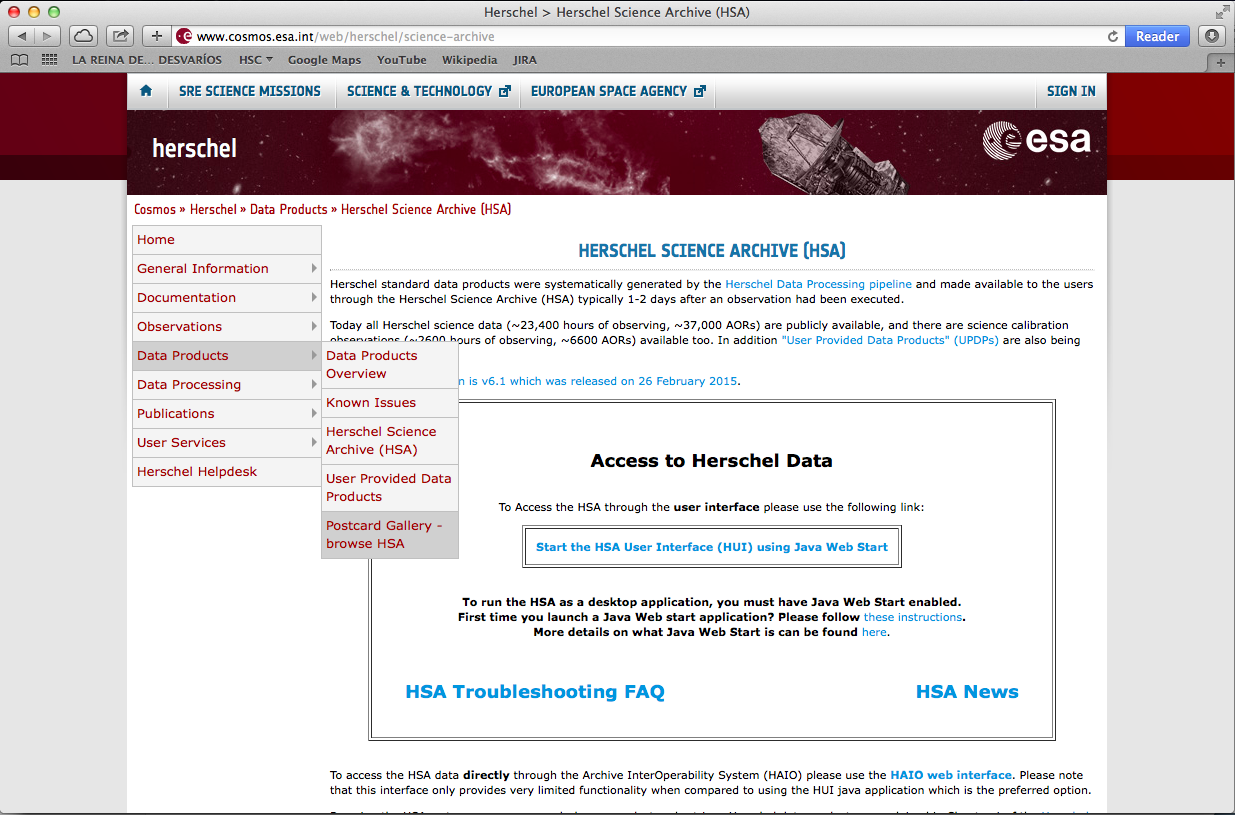 Herschel > Herschel Science Archive (HSA)
www.cosmos.esa.int/web/herschel/science-archive
Reader
LA REINA DE... DESVARÍOS HSC Google Maps YouTube Wikipedia JIRA
SRE SCIENCE MISSIONS SCIENCE & TECHNOLOGY EUROPEAN SPACE AGENCY SIGN IN
herschel
esa
Cosmos » Herschel » Data Products » Herschel Science Archive (HSA)
Home
General Information
Documentation
Observations
Data Products
Data Processing
Publications
User Services
Herschel Helpdesk
Data Products
Overview
Known Issues
Herschel Science
Archive (HSA)
User Provided Data
Products
Postcard Gallery -
browse HSA
HERSCHEL SCIENCE ARCHIVE (HSA)
Herschel standard data products were systematically generated by the Herschel Data Processing pipeline and made available to the users
through the Herschel Science Archive (HSA) typically 1-2 days after an observation had been executed.
Today all Herschel science data (~23,400 hours of observing, ~37,000 AORs) are publicly available, and there are science calibration
observations (~2600 hours of observing, ~6600 AORs) available too. In addition "User Provided Data Products" (UPDPs) are also being
is v6.1 which was released on 26 February 2015.
Access to Herschel Data
To Access the HSA through the user interface please use the following link:
Start the HSA User Interface (HUI) using Java Web Start
To run the HSA as a desktop application, you must have Java Web Start enabled.
First time you launch a Java Web start application? Please follow these instructions.
More details on what Java Web Start is can be found here.
HSA Troubleshooting FAQ HSA News
To access the HSA data directly through the Archive InterOperability System (HAIO) please use the HAIO web interface. Please note
that this interface only provides very limited functionality when compared to using the HUI java application which is the preferred option.